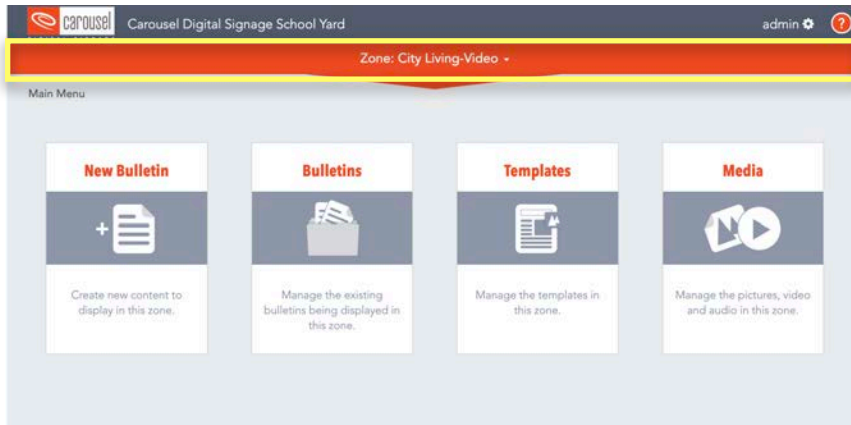 carousel
Carousel Digital Signage School Yard
admin
?
Zone: City Living-Video
Main Menu
New Bulletin
Bulletins
Templates
Media
Create new content to
display in this zone.
Manage the existing
bulletins being displayed in
this zone.
Manage the templates in
this zone.
Manage the pictures, video
and audio in this zone.